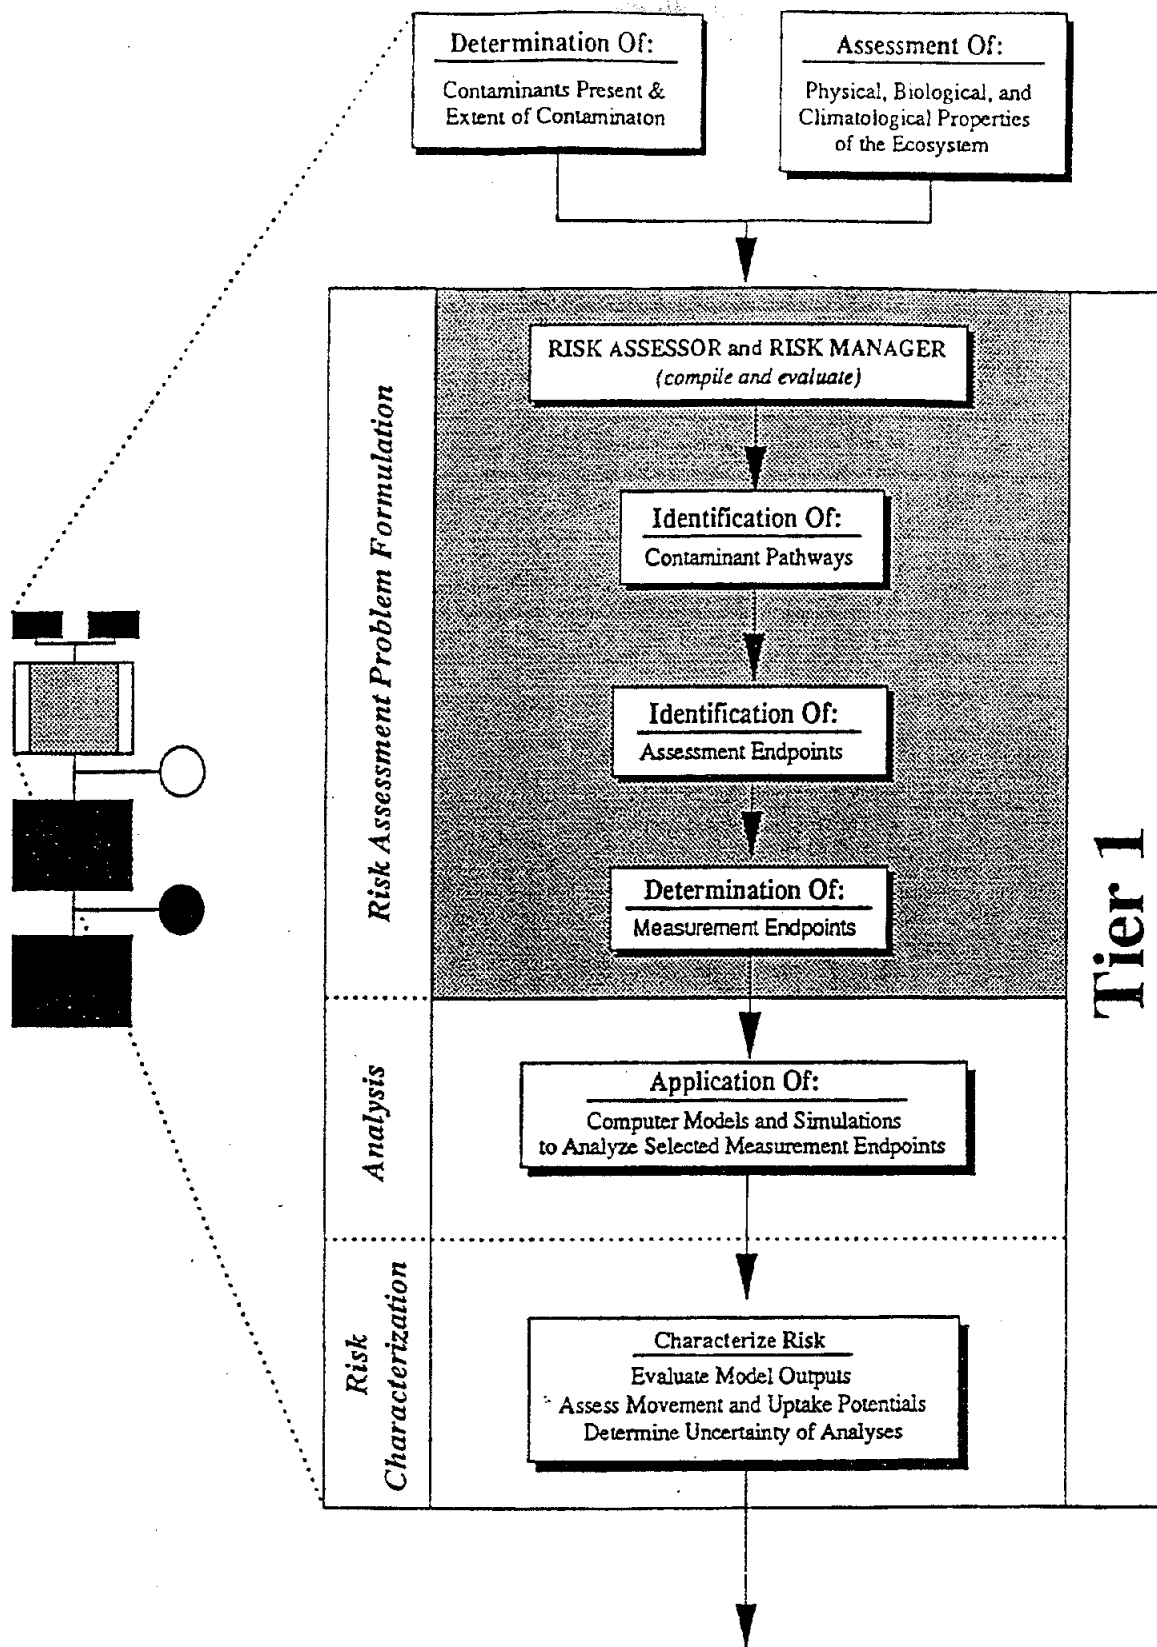 Determination Of:
Contaminants Present &
Extent of Contaminaton
Assessment Of:
Physical, Biological, and
Climatological Properties
of the Ecosystem
Risk Assessment Problem Formulation
RISK ASSESSOR and RISK MANAGER
(compile and evaluate)
Identification Of:
Contaminant Pathways
Identification Of:
Assessment Endpoints
Determination Of:
Measurement Endpoints
Tier 1
Analysis
Application Of:
Computer Models and Simulations
to Analyze Selected Measurement Endpoints
Risk
Characterization
Characterize Risk
Evaluate Model Outputs
Assess Movement and Uptake Potentials
Determine Uncertainty of Analyses